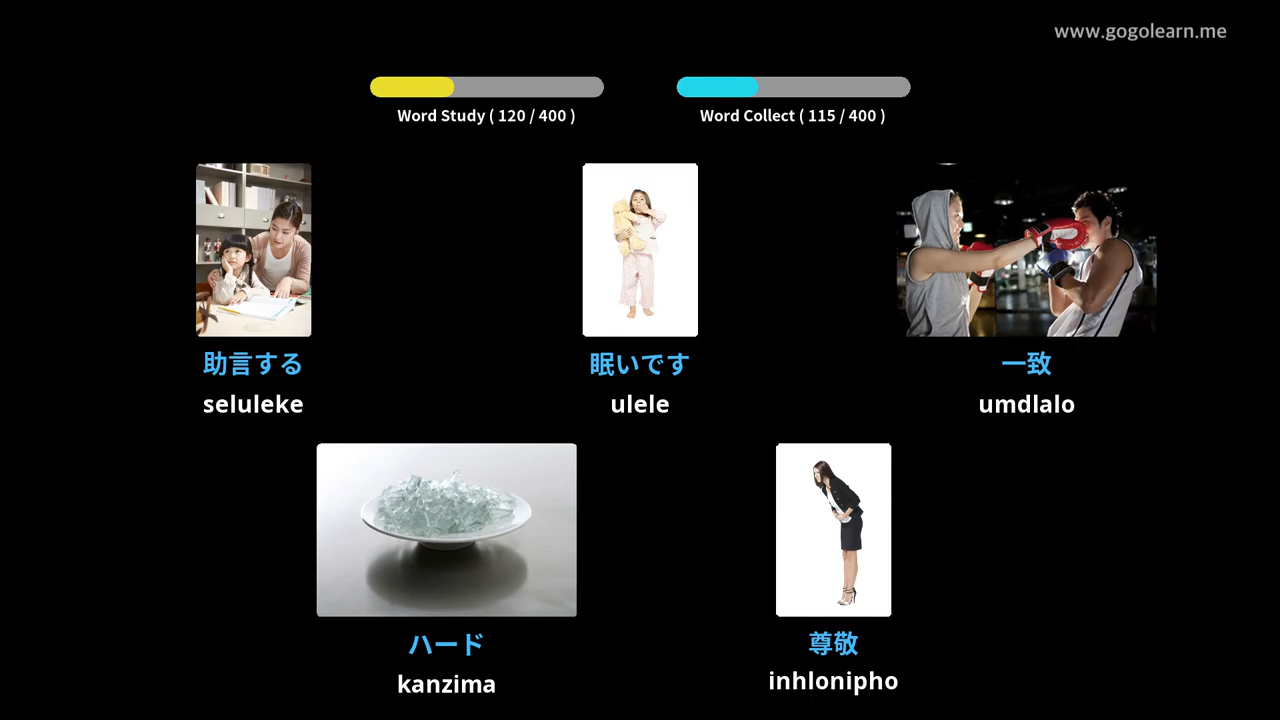 www.gogolearn.me
Word Study ( 120 / 400 )
Word Collect ( 115 / 400 )
助言する
seluleke
眠いです
ulele
一致
umdlalo
ハード
kanzima
尊敬
inhlonipho